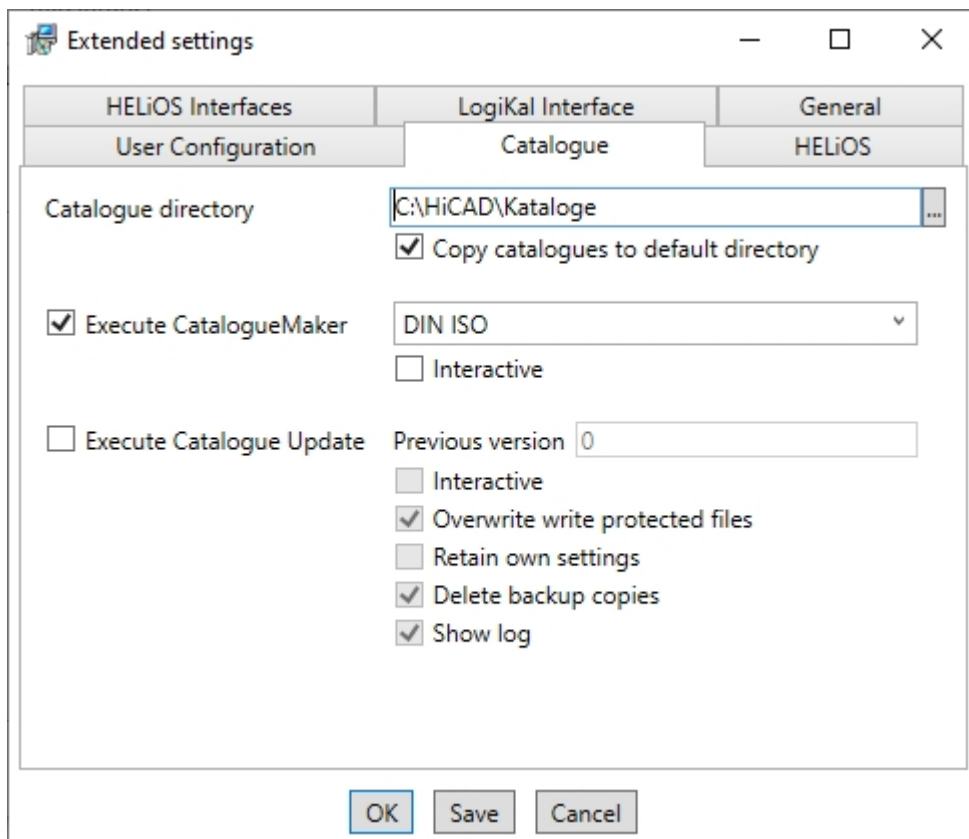 Extended settings
HELiOS Interfaces LogiKal Interface General
User Configuration Catalogue HELiOS
Catalogue directory C:\HiCAD\Kataloge ...
Copy catalogues to default directory
Execute CatalogueMaker DIN ISO
Interactive
Execute Catalogue Update Previous version 0
Interactive
Overwrite write protected files
Retain own settings
Delete backup copies
Show log
OK Save Cancel